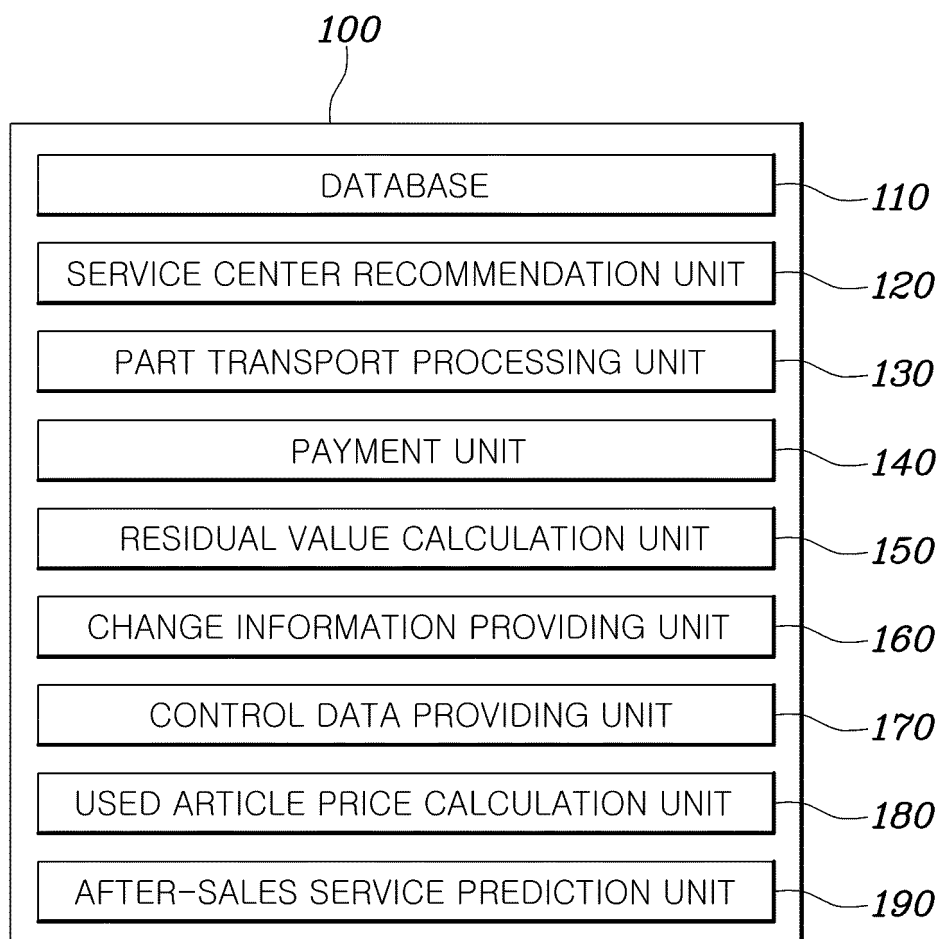 100
DATABASE 110
SERVICE CENTER RECOMMENDATION UNIT 120
PART TRANSPORT PROCESSING UNIT 130
PAYMENT UNIT 140
RESIDUAL VALUE CALCULATION UNIT 150
CHANGE INFORMATION PROVIDING UNIT 160
CONTROL DATA PROVIDING UNIT 170
USED ARTICLE PRICE CALCULATION UNIT 180
AFTER-SALES SERVICE PREDICTION UNIT 190